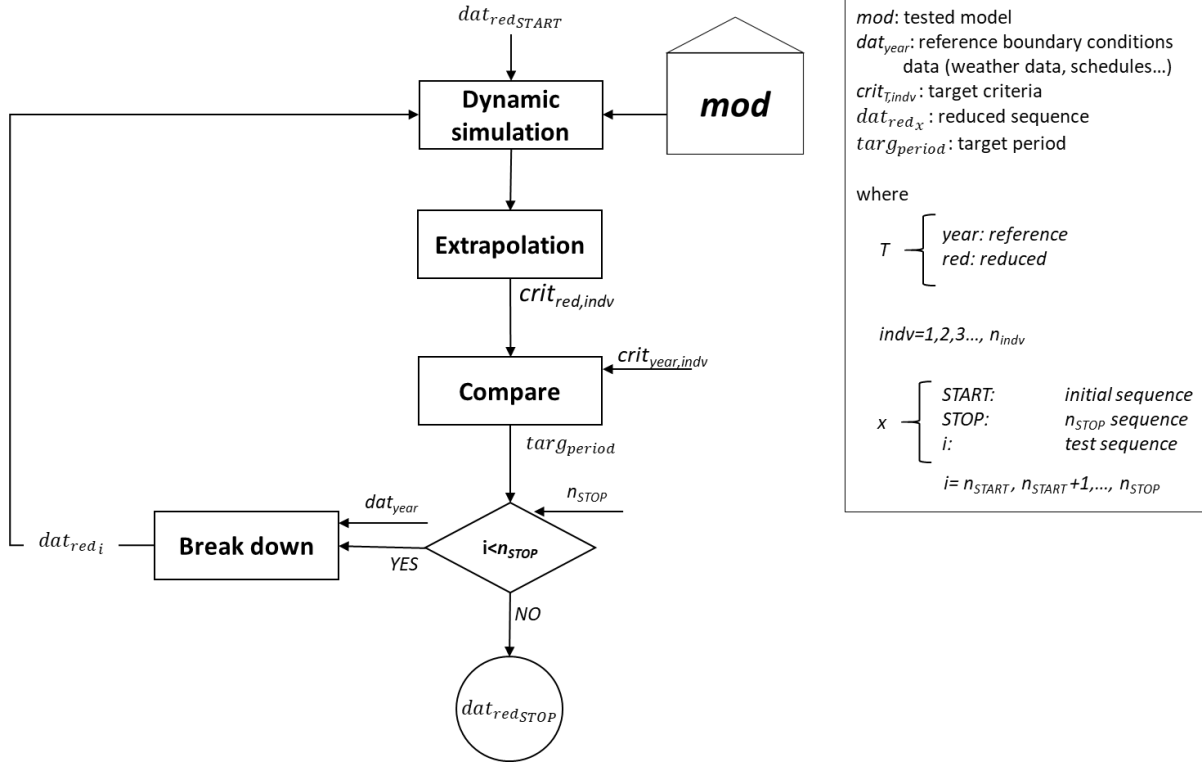 dat_red_START
Dynamic
simulation
mod
Extrapolation
crit_red,indv
crit_year,indv
Compare
targ_period
n_STOP
dat_year
i<n_STOP
YES
Break down
dat_red_i
NO
dat_red_STOP
mod: tested model
dat_year: reference boundary conditions
data (weather data, schedules...)
crit_T,indv: target criteria
dat_red_x: reduced sequence
targ_period: target period
where
T
year: reference
red: reduced
indv=1,2,3..., n_indv
x
START: initial sequence
STOP: n_STOP sequence
i: test sequence
i= n_START, n_START+1,..., n_STOP